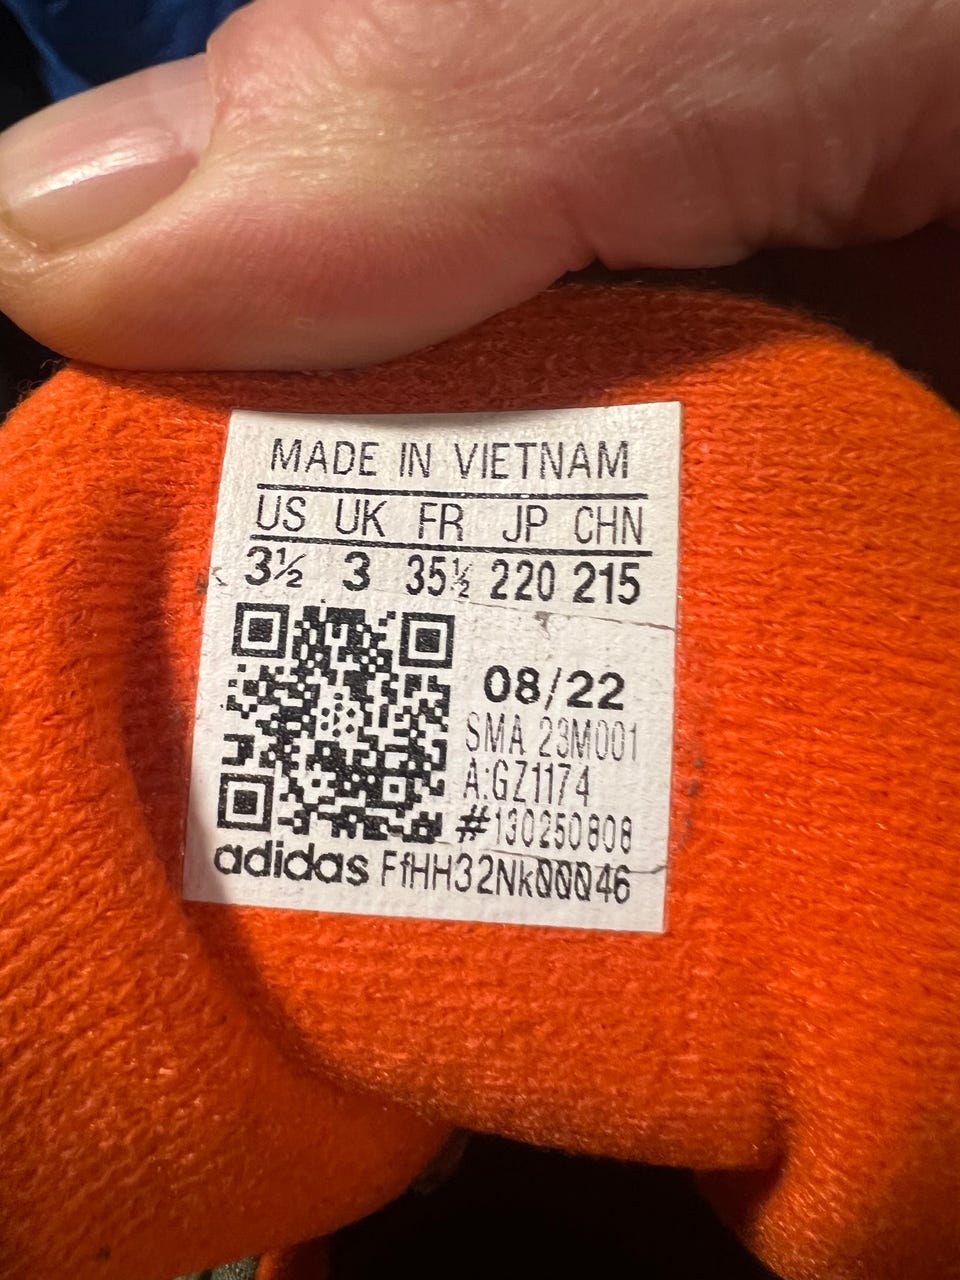 MADE IN VIETNAM
US UK FR JP CHN
3½ 3 35½ 220 215
08/22
SMA 23M001
A:GZ1174
#130250808
adidas FfHH32Nk00046